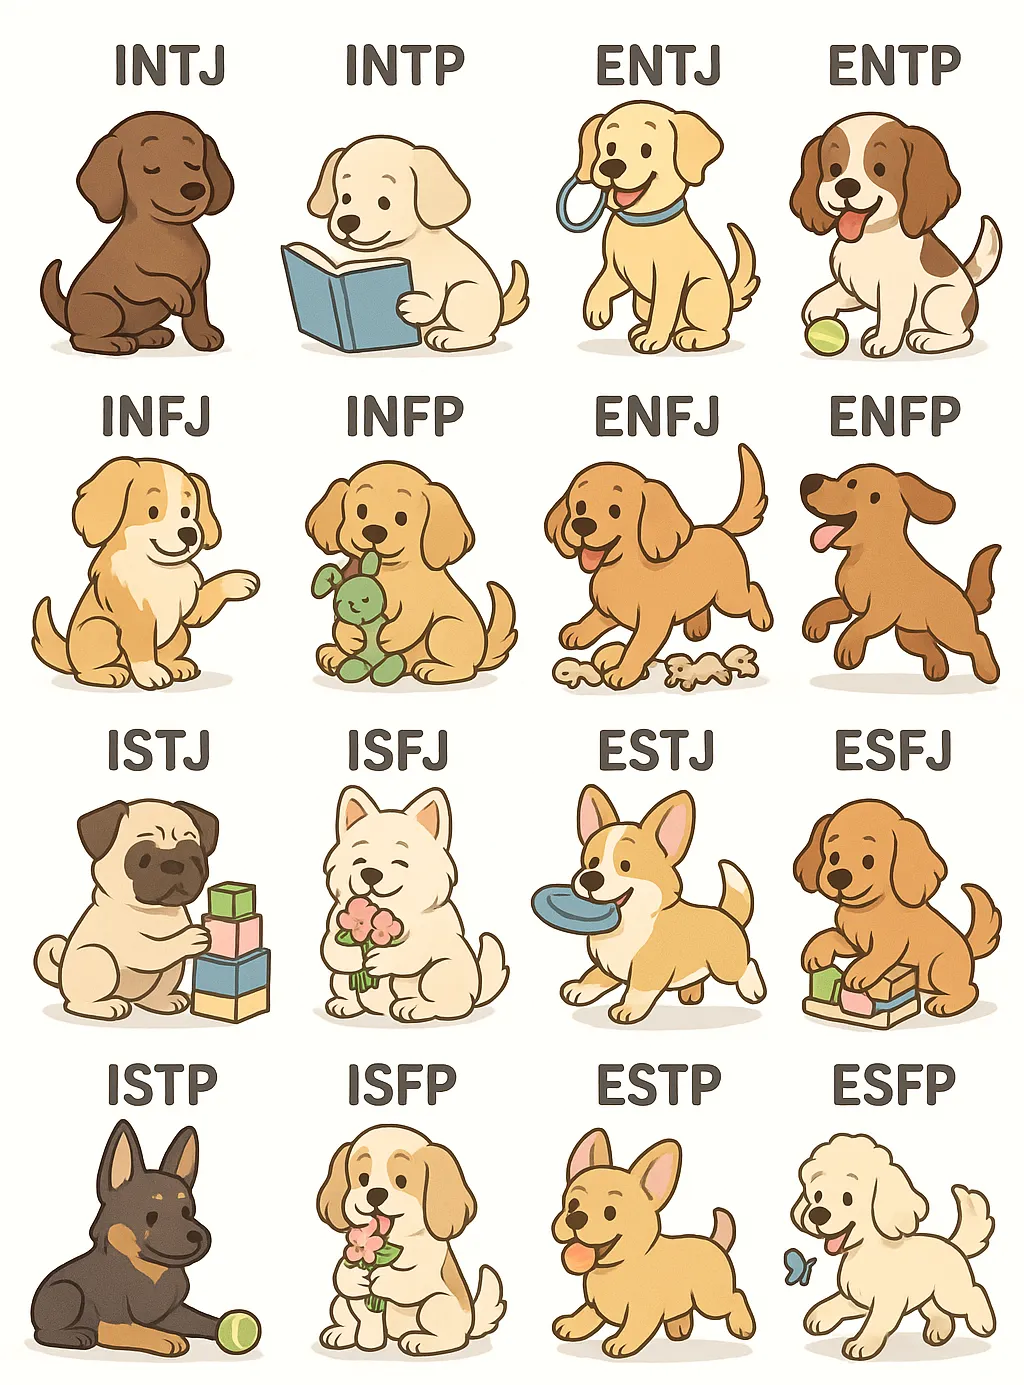 INTJ INTP ENTJ ENTP
INFJ INFP ENFJ ENFP
ISTJ ISFJ ESTJ ESFJ
ISTP ISFP ESTP ESFP